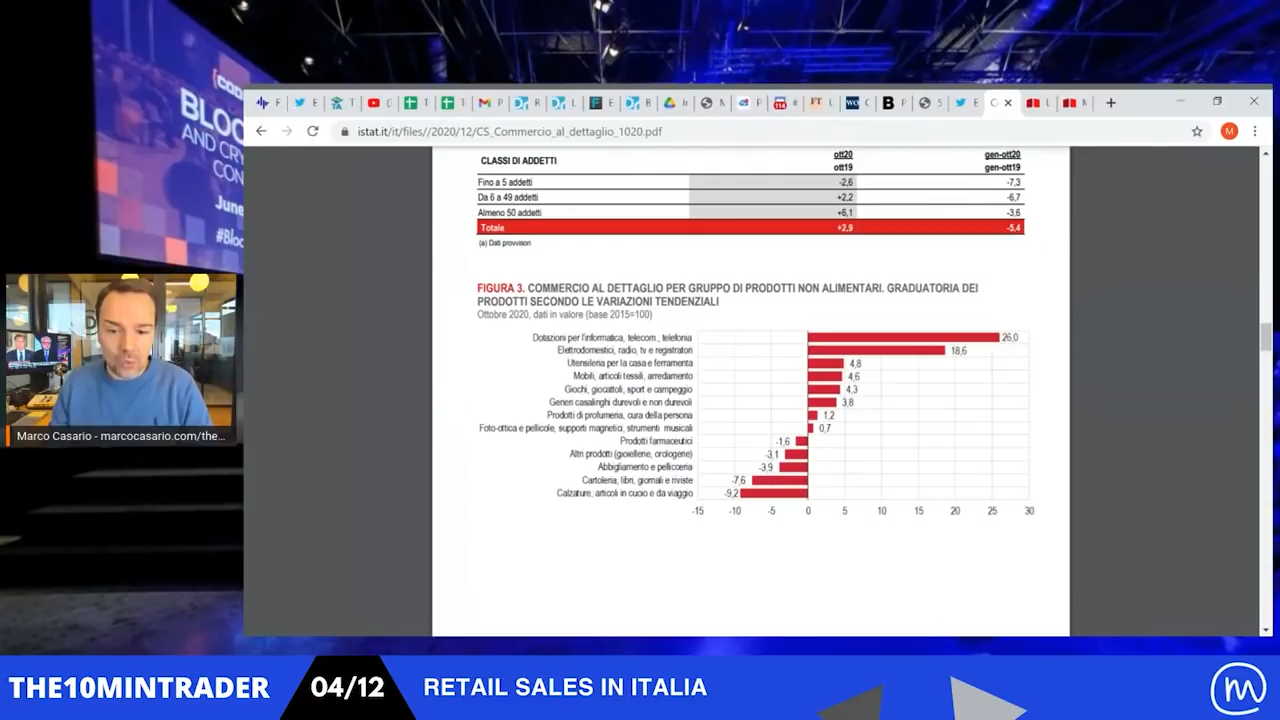 CLASSI DI ADDETTI
ott20
ott19
gen-ott20
gen-ott19
Fino a 5 addetti -2,6 -7,3
Da 6 a 49 addetti +2,2 -6,7
Almeno 50 addetti +6,1 -3,6
Totale +2,9 -5,4
(a) Dati provvisori
FIGURA 3. COMMERCIO AL DETTAGLIO PER GRUPPO DI PRODOTTI NON ALIMENTARI. GRADUATORIA DEI
PRODOTTI SECONDO LE VARIAZIONI TENDENZIALI
Ottobre 2020, dati in valore (base 2015=100)
Dotazioni per l'informatica, telecom., telefonia 26,0
Elettrodomestici, radio, tv e registratori 18,6
Utensileria per la casa e ferramenta 4,8
Mobili, articoli tessili, arredamento 4,6
Giochi, giocattoli, sport e campeggio 4,3
Generi casalinghi durevoli e non durevoli 3,8
Prodotti di profumeria, cura della persona 1,2
Foto-ottica e pellicole, supporti magnetici, strumenti musicali 0,7
Prodotti farmaceutici -1,6
Altri prodotti (gioiellerie, orologerie) -3,1
Abbigliamento e pellicceria -3,9
Cartoleria, libri, giornali e riviste -7,6
Calzature, articoli in cuoio e da viaggio -9,2
-15 -10 -5 0 5 10 15 20 25 30
istat.it/it/files//2020/12/CS_Commercio_al_dettaglio_1020.pdf
BLOC
AND CRY
CON
June
#Bloc
Marco Casario - marcocasario.com/the...
THE10MINTRADER
04/12
RETAIL SALES IN ITALIA
m